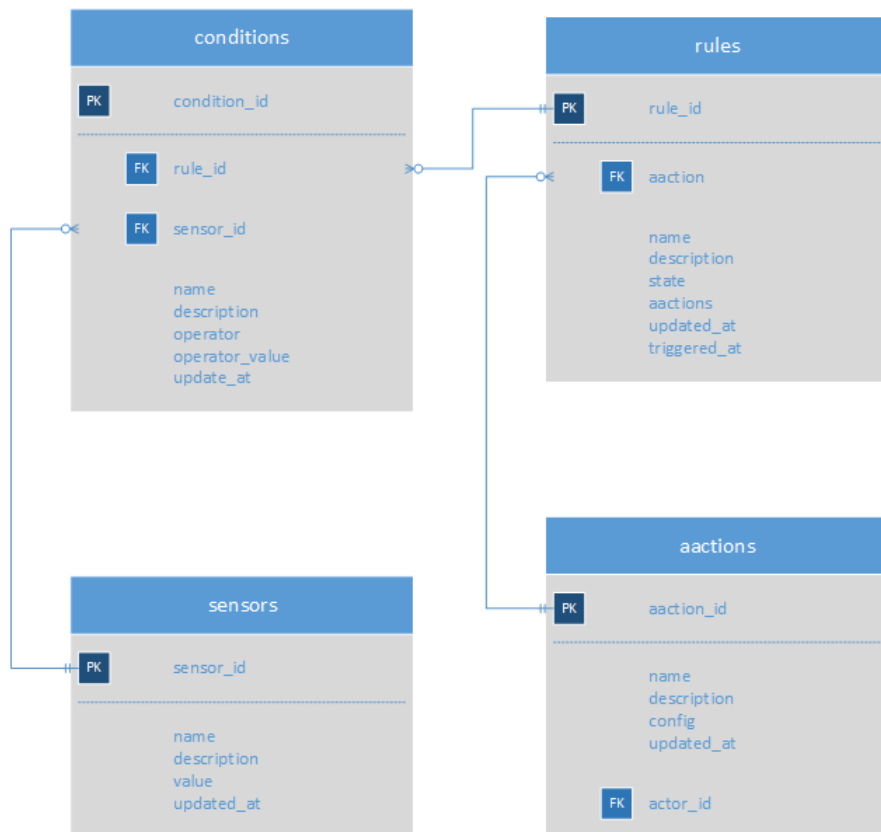 conditions
PK condition_id
FK rule_id
FK sensor_id
name
description
operator
operator_value
update_at
rules
PK rule_id
FK aaction
name
description
state
aactions
updated_at
triggered_at
sensors
PK sensor_id
name
description
value
updated_at
aactions
PK aaction_id
name
description
config
updated_at
FK actor_id